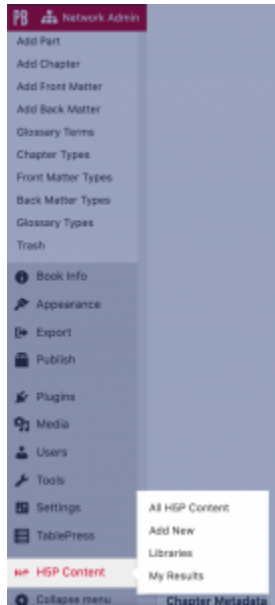 PB Network Admin
Add Part
Add Chapter
Add Front Matter
Add Back Matter
Glossary Terms
Chapter Types
Front Matter Types
Back Matter Types
Glossary Types
Trash
Book Info
Appearance
Export
Publish
Plugins
Media
Users
Tools
Settings
TablePress
H-P H5P Content
Collapse menu
All H5P Content
Add New
Libraries
My Results
Chapter Metadata